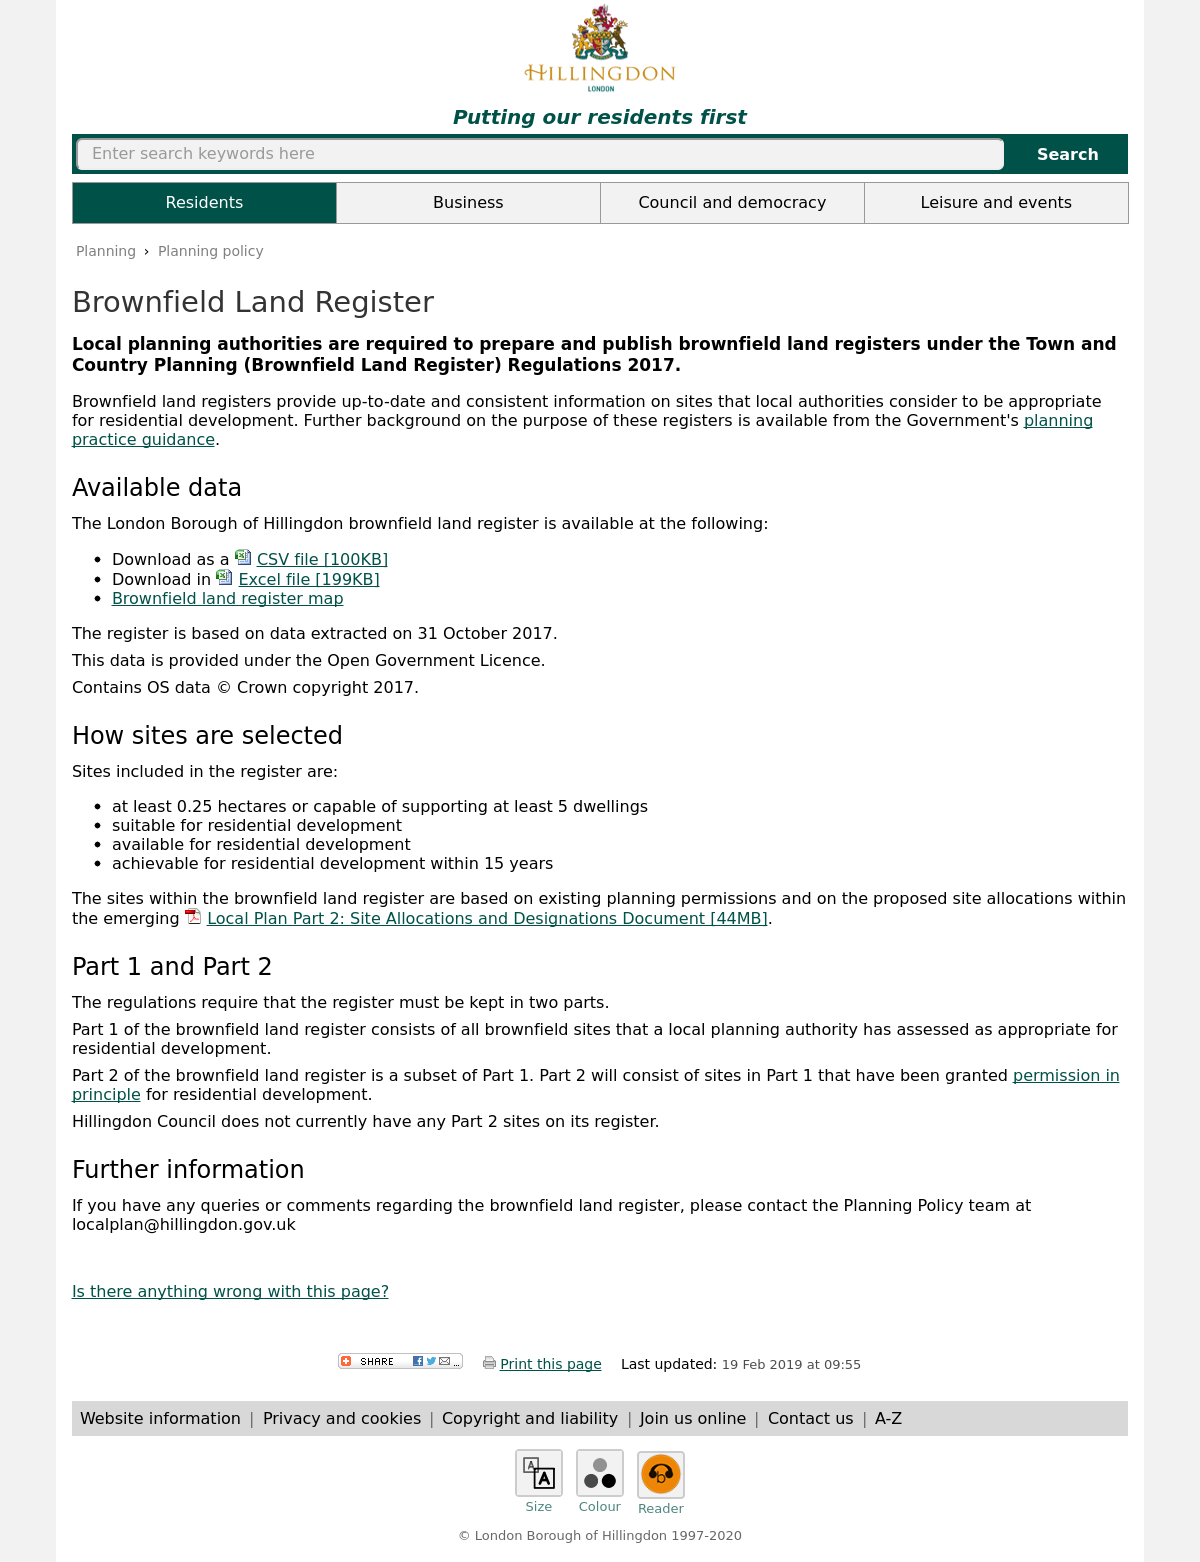 HILLINGDON
LONDON
Putting our residents first
Enter search keywords here
Search
Residents
Business
Council and democracy
Leisure and events
Planning › Planning policy
Brownfield Land Register
Local planning authorities are required to prepare and publish brownfield land registers under the Town and
Country Planning (Brownfield Land Register) Regulations 2017.
Brownfield land registers provide up-to-date and consistent information on sites that local authorities consider to be appropriate
for residential development. Further background on the purpose of these registers is available from the Government's planning
practice guidance.
Available data
The London Borough of Hillingdon brownfield land register is available at the following:
• Download as a CSV file [100KB]
• Download in Excel file [199KB]
• Brownfield land register map
The register is based on data extracted on 31 October 2017.
This data is provided under the Open Government Licence.
Contains OS data © Crown copyright 2017.
How sites are selected
Sites included in the register are:
• at least 0.25 hectares or capable of supporting at least 5 dwellings
• suitable for residential development
• available for residential development
• achievable for residential development within 15 years
The sites within the brownfield land register are based on existing planning permissions and on the proposed site allocations within
the emerging Local Plan Part 2: Site Allocations and Designations Document [44MB].
Part 1 and Part 2
The regulations require that the register must be kept in two parts.
Part 1 of the brownfield land register consists of all brownfield sites that a local planning authority has assessed as appropriate for
residential development.
Part 2 of the brownfield land register is a subset of Part 1. Part 2 will consist of sites in Part 1 that have been granted permission in
principle for residential development.
Hillingdon Council does not currently have any Part 2 sites on its register.
Further information
If you have any queries or comments regarding the brownfield land register, please contact the Planning Policy team at
localplan@hillingdon.gov.uk
Is there anything wrong with this page?
SHARE ... Print this page Last updated: 19 Feb 2019 at 09:55
Website information | Privacy and cookies | Copyright and liability | Join us online | Contact us | A-Z
Size
Colour
Reader
© London Borough of Hillingdon 1997-2020